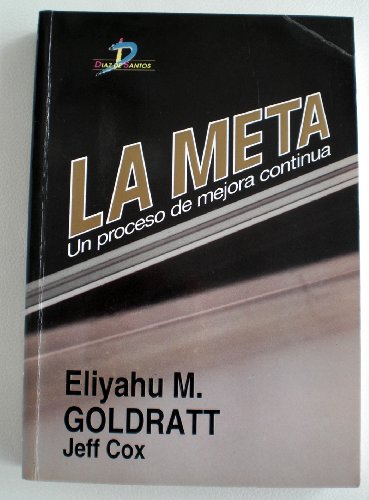 DIAZ DE SANTOS
LA META
Un proceso de mejora continua
Eliyahu M.
GOLDRATT
Jeff Cox